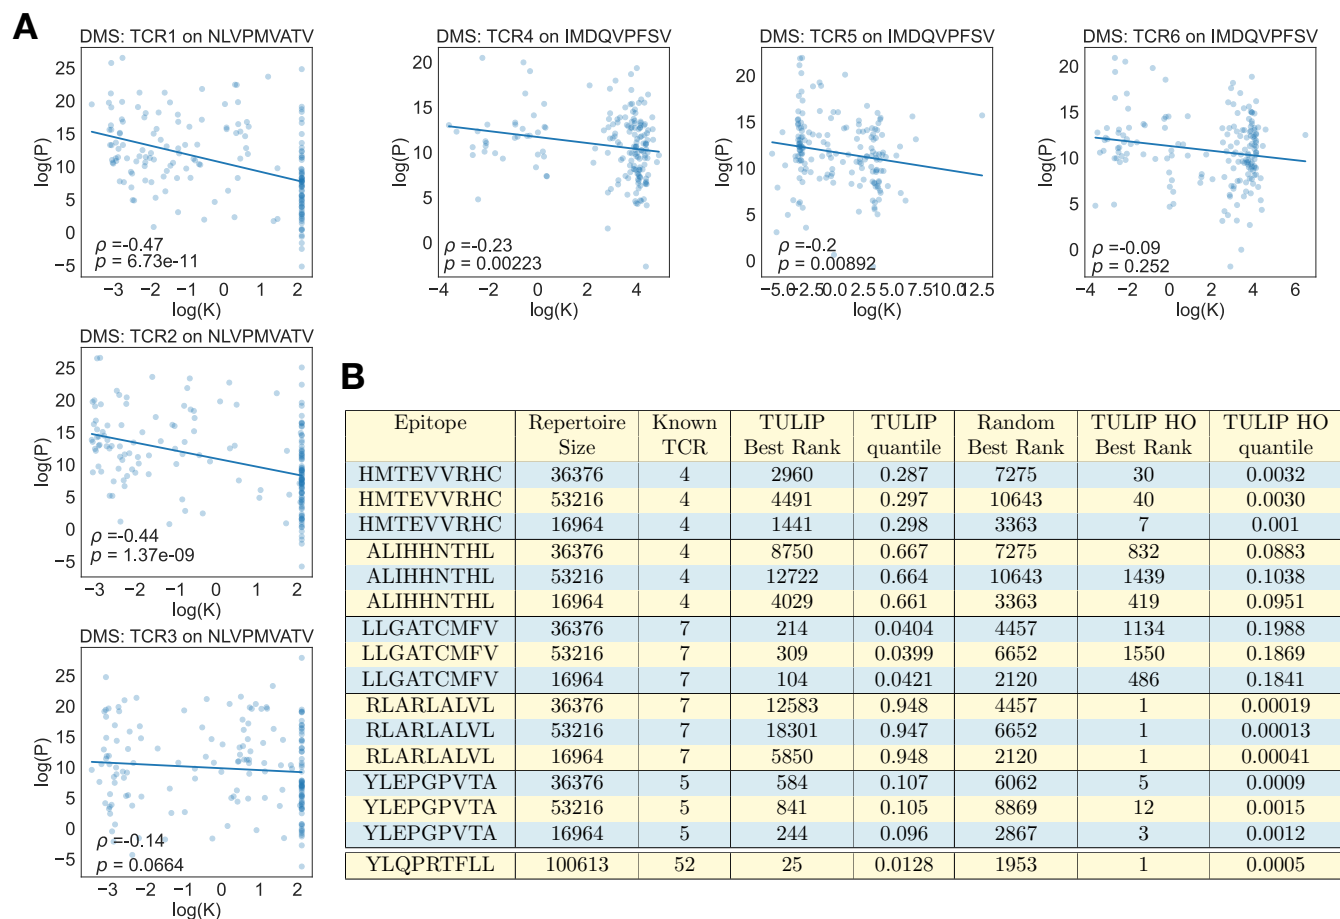 A
DMS: TCR1 on NLVPMVATV
25
20
15
10
5
0
−5
log(P)
ρ =-0.47
p = 6.73e-11
−3 −2 −1 0 1 2
log(K)
DMS: TCR4 on IMDQVPFSV
20
15
10
5
0
log(P)
ρ =-0.23
p = 0.00223
−4 −2 0 2 4
log(K)
DMS: TCR5 on IMDQVPFSV
20
15
10
5
0
log(P)
ρ =-0.2
p = 0.00892
−5.0 −2.5 0.0 2.5 5.0 7.5 10.0 12.5
log(K)
DMS: TCR6 on IMDQVPFSV
20
15
10
5
0
log(P)
ρ =-0.09
p = 0.252
−4 −2 0 2 4 6
log(K)
DMS: TCR2 on NLVPMVATV
25
20
15
10
5
0
−5
log(P)
ρ =-0.44
p = 1.37e-09
−3 −2 −1 0 1 2
log(K)
DMS: TCR3 on NLVPMVATV
25
20
15
10
5
0
−5
log(P)
ρ =-0.14
p = 0.0664
−3 −2 −1 0 1 2
log(K)
B
Epitope Repertoire Known TULIP TULIP Random TULIP HO TULIP HO
Size TCR Best Rank quantile Best Rank Best Rank quantile
HMTEVVRHC 36376 4 2960 0.287 7275 30 0.0032
HMTEVVRHC 53216 4 4491 0.297 10643 40 0.0030
HMTEVVRHC 16964 4 1441 0.298 3363 7 0.001
ALIHHNTHL 36376 4 8750 0.667 7275 832 0.0883
ALIHHNTHL 53216 4 12722 0.664 10643 1439 0.1038
ALIHHNTHL 16964 4 4029 0.661 3363 419 0.0951
LLGATCMFV 36376 7 214 0.0404 4457 1134 0.1988
LLGATCMFV 53216 7 309 0.0399 6652 1550 0.1869
LLGATCMFV 16964 7 104 0.0421 2120 486 0.1841
RLARLALVL 36376 7 12583 0.948 4457 1 0.00019
RLARLALVL 53216 7 18301 0.947 6652 1 0.00013
RLARLALVL 16964 7 5850 0.948 2120 1 0.00041
YLEPGPVTA 36376 5 584 0.107 6062 5 0.0009
YLEPGPVTA 53216 5 841 0.105 8869 12 0.0015
YLEPGPVTA 16964 5 244 0.096 2867 3 0.0012
YLQPRTFLL 100613 52 25 0.0128 1953 1 0.0005